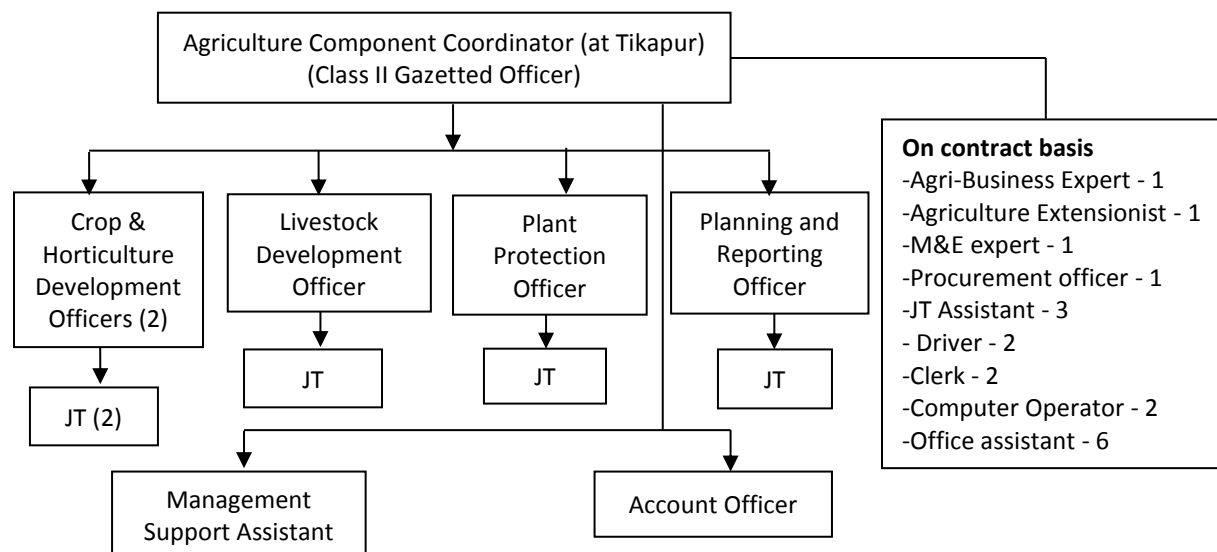 Agriculture Component Coordinator (at Tikapur)
(Class II Gazetted Officer)
On contract basis
-Agri-Business Expert - 1
-Agriculture Extensionist - 1
-M&E expert - 1
-Procurement officer - 1
-JT Assistant - 3
- Driver - 2
-Clerk - 2
-Computer Operator - 2
-Office assistant - 6
Crop &
Horticulture
Development
Officers (2)
Livestock
Development
Officer
Plant
Protection
Officer
Planning and
Reporting
Officer
JT (2)
JT
JT
JT
Management
Support Assistant
Account Officer